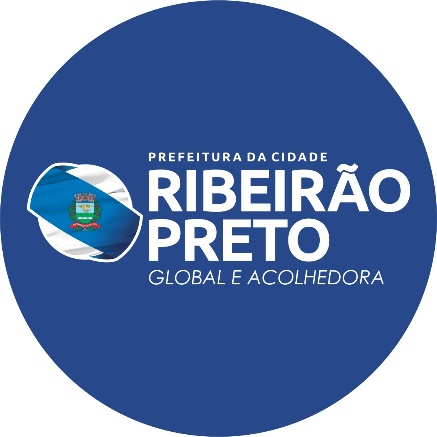 PREFEITURA DA CIDADE
RIBEIRÃO
PRETO
GLOBAL E ACOLHEDORA